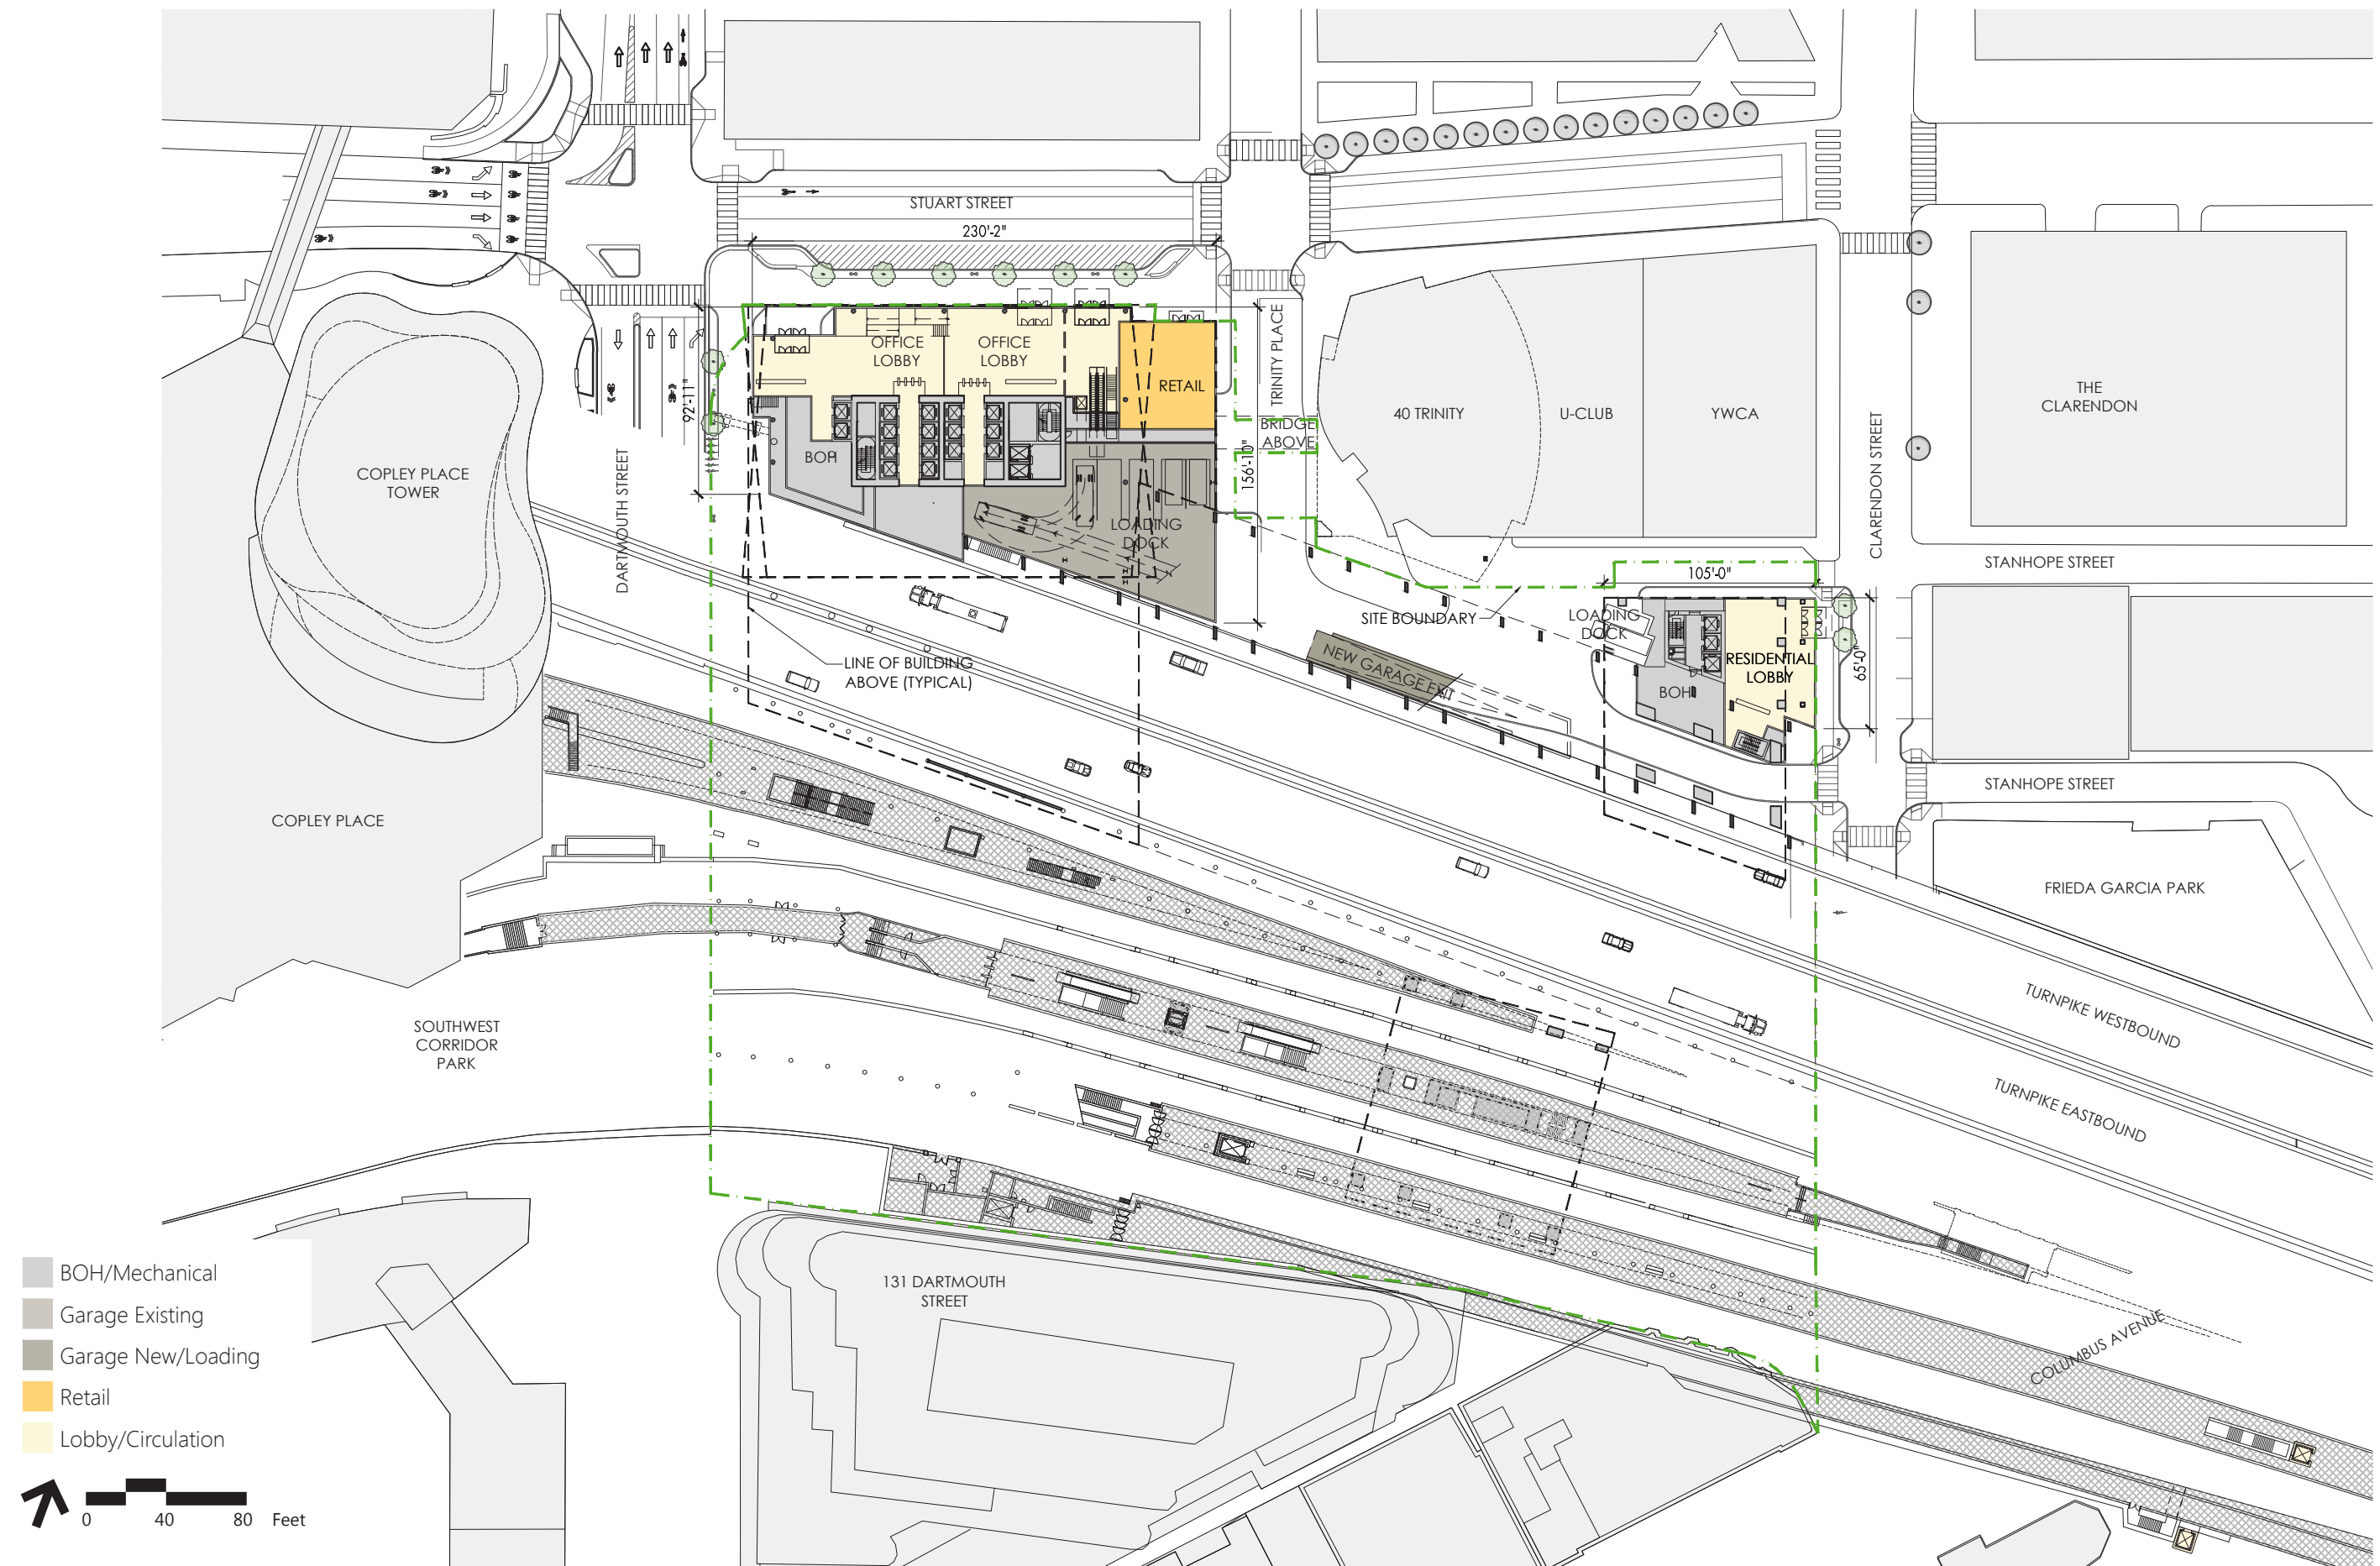 STUART STREET
230'-2"
OFFICE
LOBBY
OFFICE
LOBBY
RETAIL
BOH
LOADING
DOCK
92'-11"
156'-10"
TRINITY PLACE
BRIDGE
ABOVE
40 TRINITY
U-CLUB
YWCA
THE
CLARENDON
CLARENDON STREET
DARTMOUTH STREET
COPLEY PLACE
TOWER
STANHOPE STREET
105'-0"
SITE BOUNDARY
LOADING
DOCK
RESIDENTIAL
LOBBY
BOH
65'-0"
NEW GARAGE EXIT
LINE OF BUILDING
ABOVE (TYPICAL)
STANHOPE STREET
COPLEY PLACE
FRIEDA GARCIA PARK
TURNPIKE WESTBOUND
TURNPIKE EASTBOUND
SOUTHWEST
CORRIDOR
PARK
131 DARTMOUTH
STREET
COLUMBUS AVENUE
BOH/Mechanical
Garage Existing
Garage New/Loading
Retail
Lobby/Circulation
0 40 80 Feet